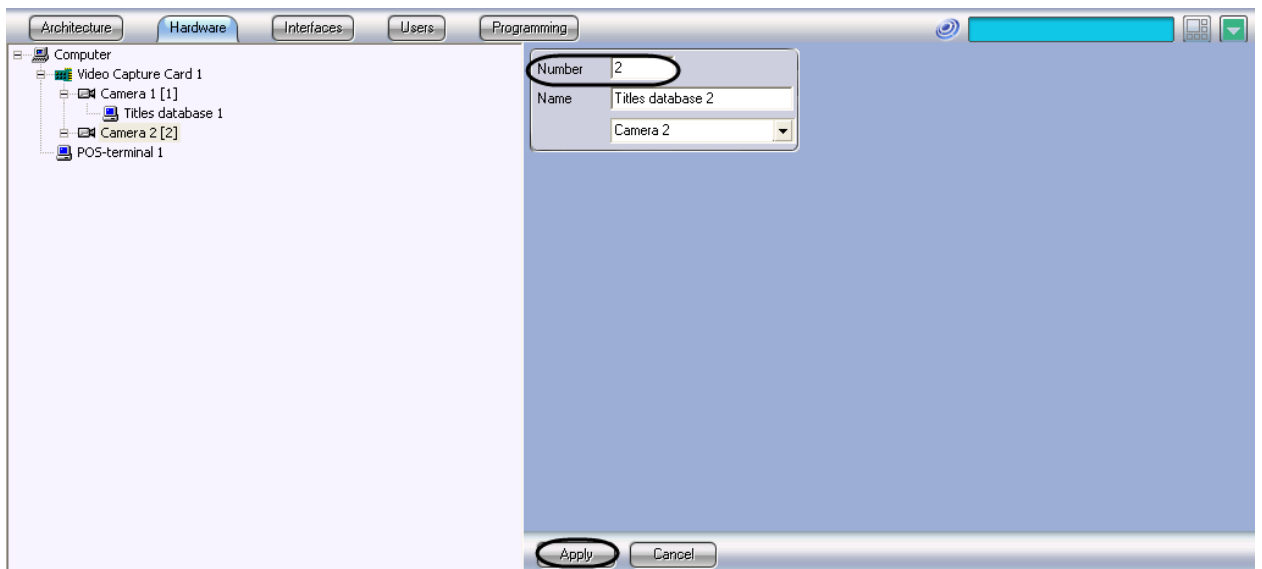 Architecture Hardware Interfaces Users Programming
Computer
Video Capture Card 1
Camera 1 [1]
Titles database 1
Camera 2 [2]
POS-terminal 1
Number 2
Name Titles database 2
Camera 2
Apply Cancel